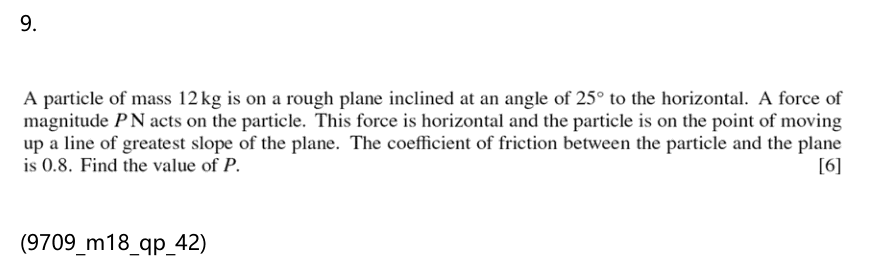 9.
A particle of mass 12 kg is on a rough plane inclined at an angle of 25° to the horizontal. A force of
magnitude P N acts on the particle. This force is horizontal and the particle is on the point of moving
up a line of greatest slope of the plane. The coefficient of friction between the particle and the plane
is 0.8. Find the value of P. [6]
(9709_m18_qp_42)